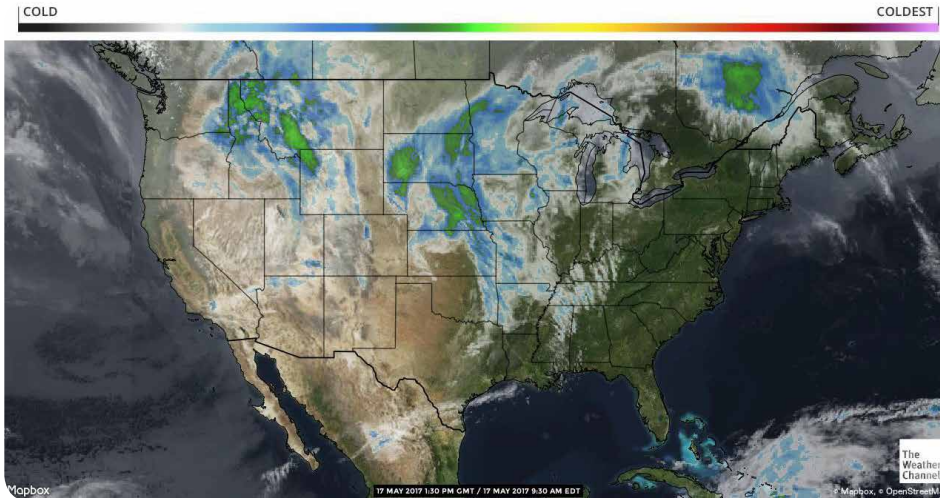 COLD
COLDEST
The
Weather
Channel
Mapbox
17 MAY 2017 1:30 PM GMT / 17 MAY 2017 9:30 AM EDT
© Mapbox, © OpenStreetM